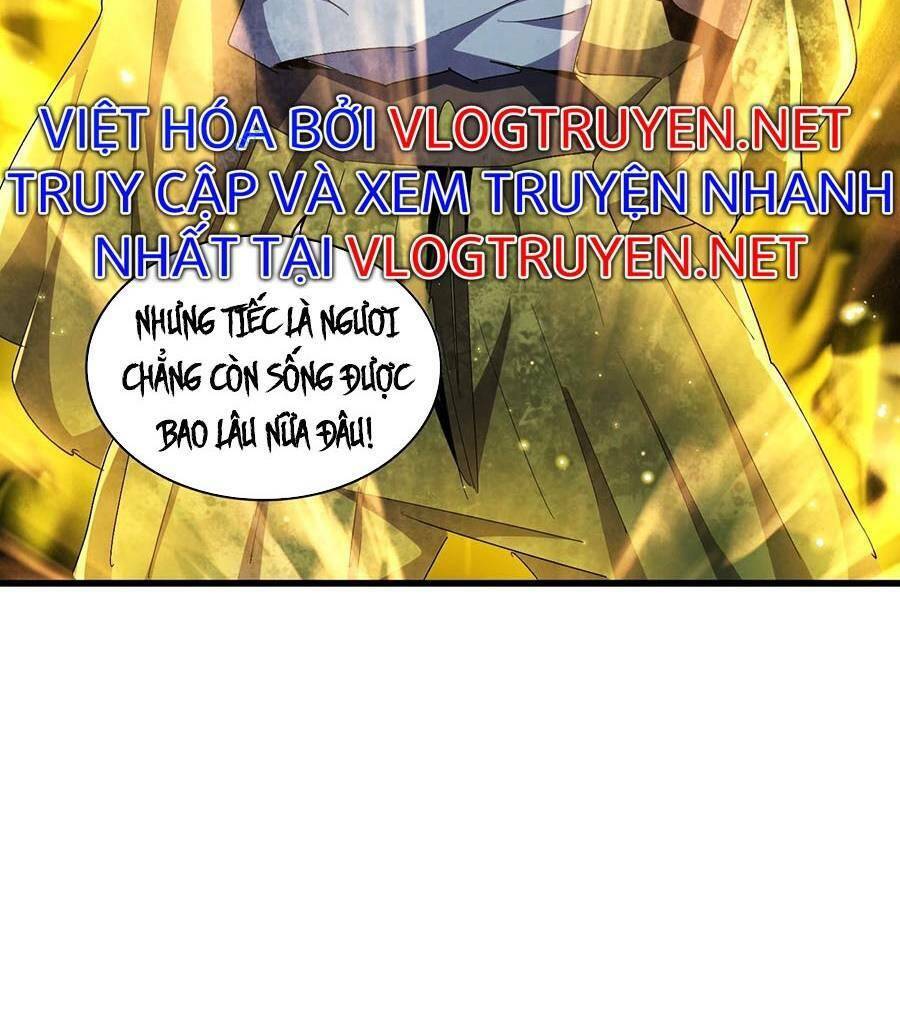 VIỆT HÓA BỞI VLOGTRUYEN.NET
TRUY CẬP VÀ XEM TRUYỆN NHANH
NHẤT TẠI VLOGTRUYEN.NET
NHƯNG TIẾC LÀ NGƯƠI
CHẲNG CÒN SỐNG ĐƯỢC
BAO LÂU NỮA ĐÂU!